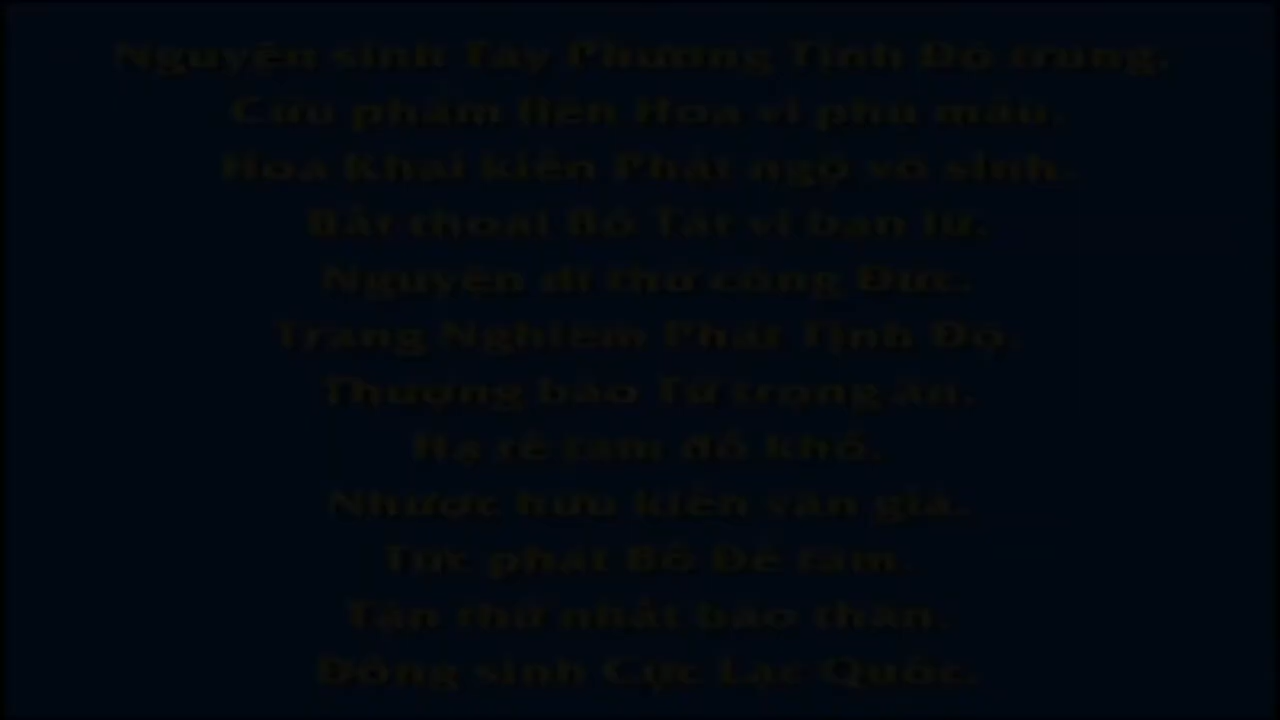 Nguyện sinh Tây Phương Tịnh Độ trung,
Cửu phẩm liên Hoa vi phụ mẫu.
Hoa Khai kiến Phật ngộ vô sinh.
Bất thoái Bồ Tát vi bạn lữ.
Nguyện dĩ thử công Đức.
Trang Nghiêm Phật Tịnh Độ.
Thượng báo Tứ trọng ân.
Hạ tế tam đồ khổ.
Nhược hữu kiến văn giả.
Tức phát Bồ Đề tâm.
Tận thử nhất báo thân.
Đồng sinh Cực Lạc Quốc.